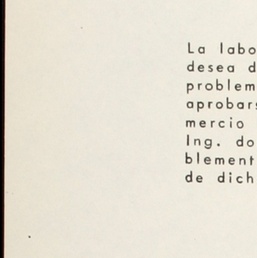 La labo
desea d
problem
aprobars
mercio
Ing. do
blement
de dich